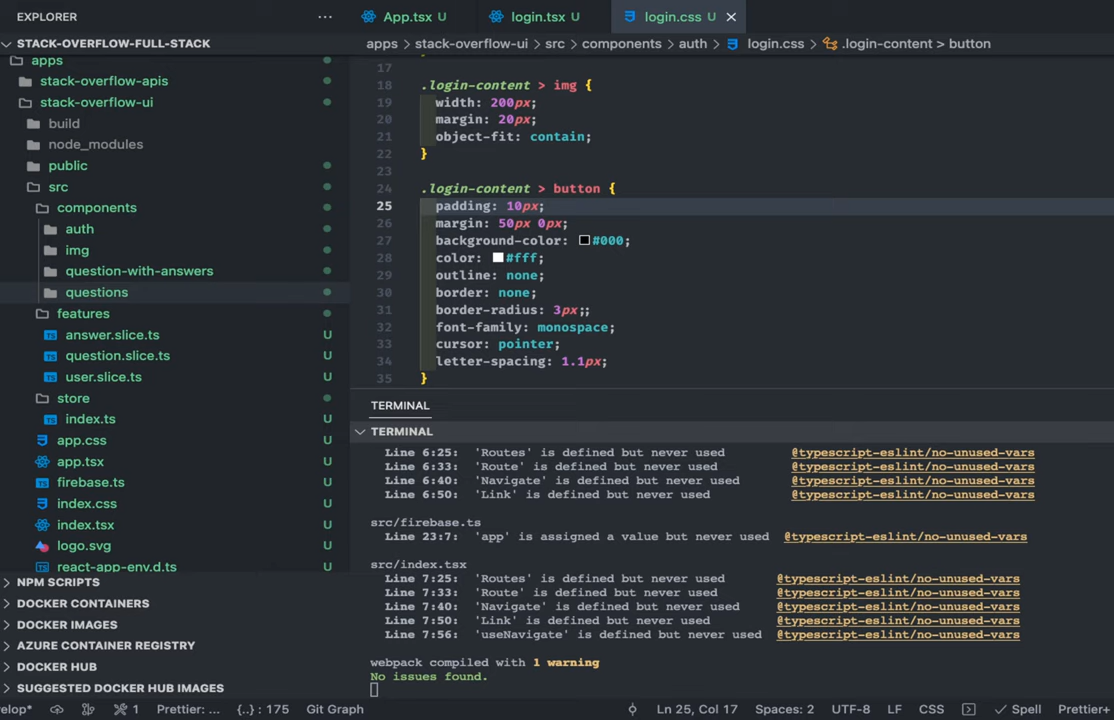 EXPLORER
STACK-OVERFLOW-FULL-STACK
apps
stack-overflow-apis
stack-overflow-ui
build
node_modules
public
src
components
auth
img
question-with-answers
questions
features
TS answer.slice.ts U
TS question.slice.ts U
TS user.slice.ts U
store
TS index.ts U
app.css U
app.tsx U
TS firebase.ts U
index.css U
index.tsx U
logo.svg U
TS react-app-env.d.ts U
NPM SCRIPTS
DOCKER CONTAINERS
DOCKER IMAGES
AZURE CONTAINER REGISTRY
DOCKER HUB
SUGGESTED DOCKER HUB IMAGES
App.tsx U login.tsx U login.css U
apps > stack-overflow-ui > src > components > auth > login.css > .login-content > button
17
18 .login-content > img {
19 width: 200px;
20 margin: 20px;
21 object-fit: contain;
22 }
23
24 .login-content > button {
25 padding: 10px;
26 margin: 50px 0px;
27 background-color: #000;
28 color: #fff;
29 outline: none;
30 border: none;
31 border-radius: 3px;;
32 font-family: monospace;
33 cursor: pointer;
34 letter-spacing: 1.1px;
35 }
TERMINAL
TERMINAL
Line 6:25: 'Routes' is defined but never used @typescript-eslint/no-unused-vars
Line 6:33: 'Route' is defined but never used @typescript-eslint/no-unused-vars
Line 6:40: 'Navigate' is defined but never used @typescript-eslint/no-unused-vars
Line 6:50: 'Link' is defined but never used @typescript-eslint/no-unused-vars
src/firebase.ts
Line 23:7: 'app' is assigned a value but never used @typescript-eslint/no-unused-vars
src/index.tsx
Line 7:25: 'Routes' is defined but never used @typescript-eslint/no-unused-vars
Line 7:33: 'Route' is defined but never used @typescript-eslint/no-unused-vars
Line 7:40: 'Navigate' is defined but never used @typescript-eslint/no-unused-vars
Line 7:50: 'Link' is defined but never used @typescript-eslint/no-unused-vars
Line 7:56: 'useNavigate' is defined but never used @typescript-eslint/no-unused-vars
webpack compiled with 1 warning
No issues found.
velop* 1 Prettier: ... {..} : 175 Git Graph Ln 25, Col 17 Spaces: 2 UTF-8 LF CSS Spell Prettier+